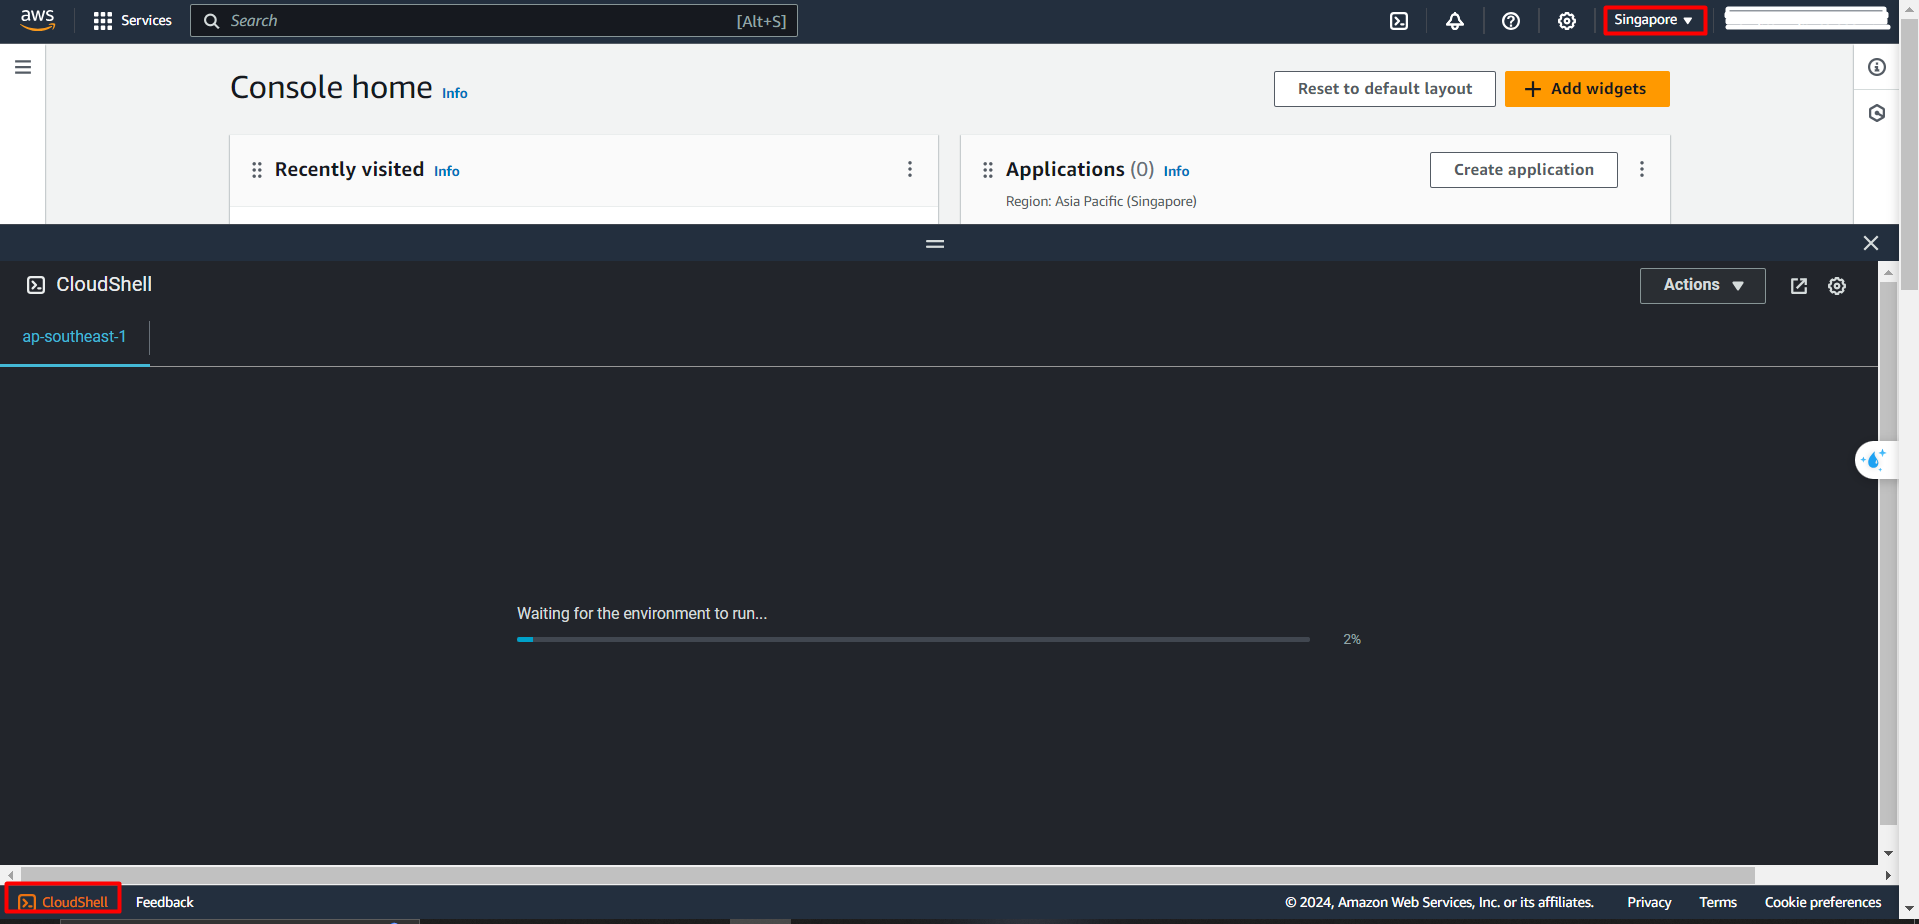 aws Services Search [Alt+S] Singapore ▼
Console home Info
Reset to default layout + Add widgets
Recently visited Info
Applications (0) Info
Create application
Region: Asia Pacific (Singapore)
CloudShell
Actions ▼
ap-southeast-1
Waiting for the environment to run...
2%
CloudShell Feedback © 2024, Amazon Web Services, Inc. or its affiliates. Privacy Terms Cookie preferences